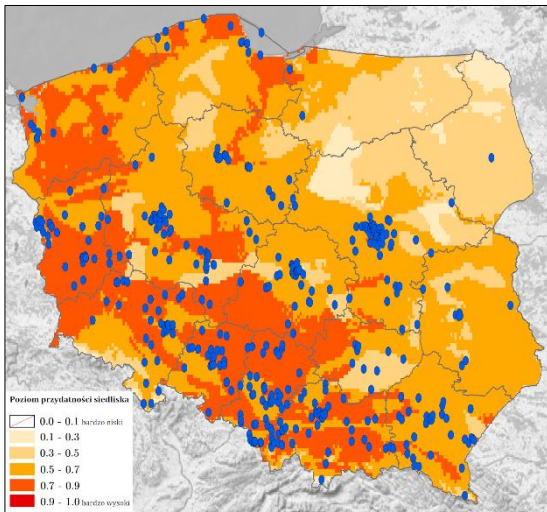 Poziom przydatności siedliska
0.0 - 0.1 bardzo niski
0.1 - 0.3
0.3 - 0.5
0.5 - 0.7
0.7 - 0.9
0.9 - 1.0 bardzo wysoki